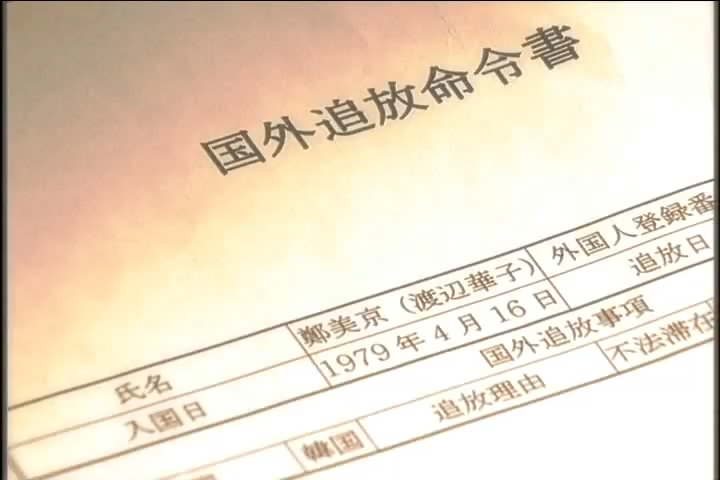 国外追放命令書
氏名 鄭美京（渡辺華子） 外国人登録番
入国日 1979年4月16日 追放日
国外追放事項
韓国 追放理由 不法滞在